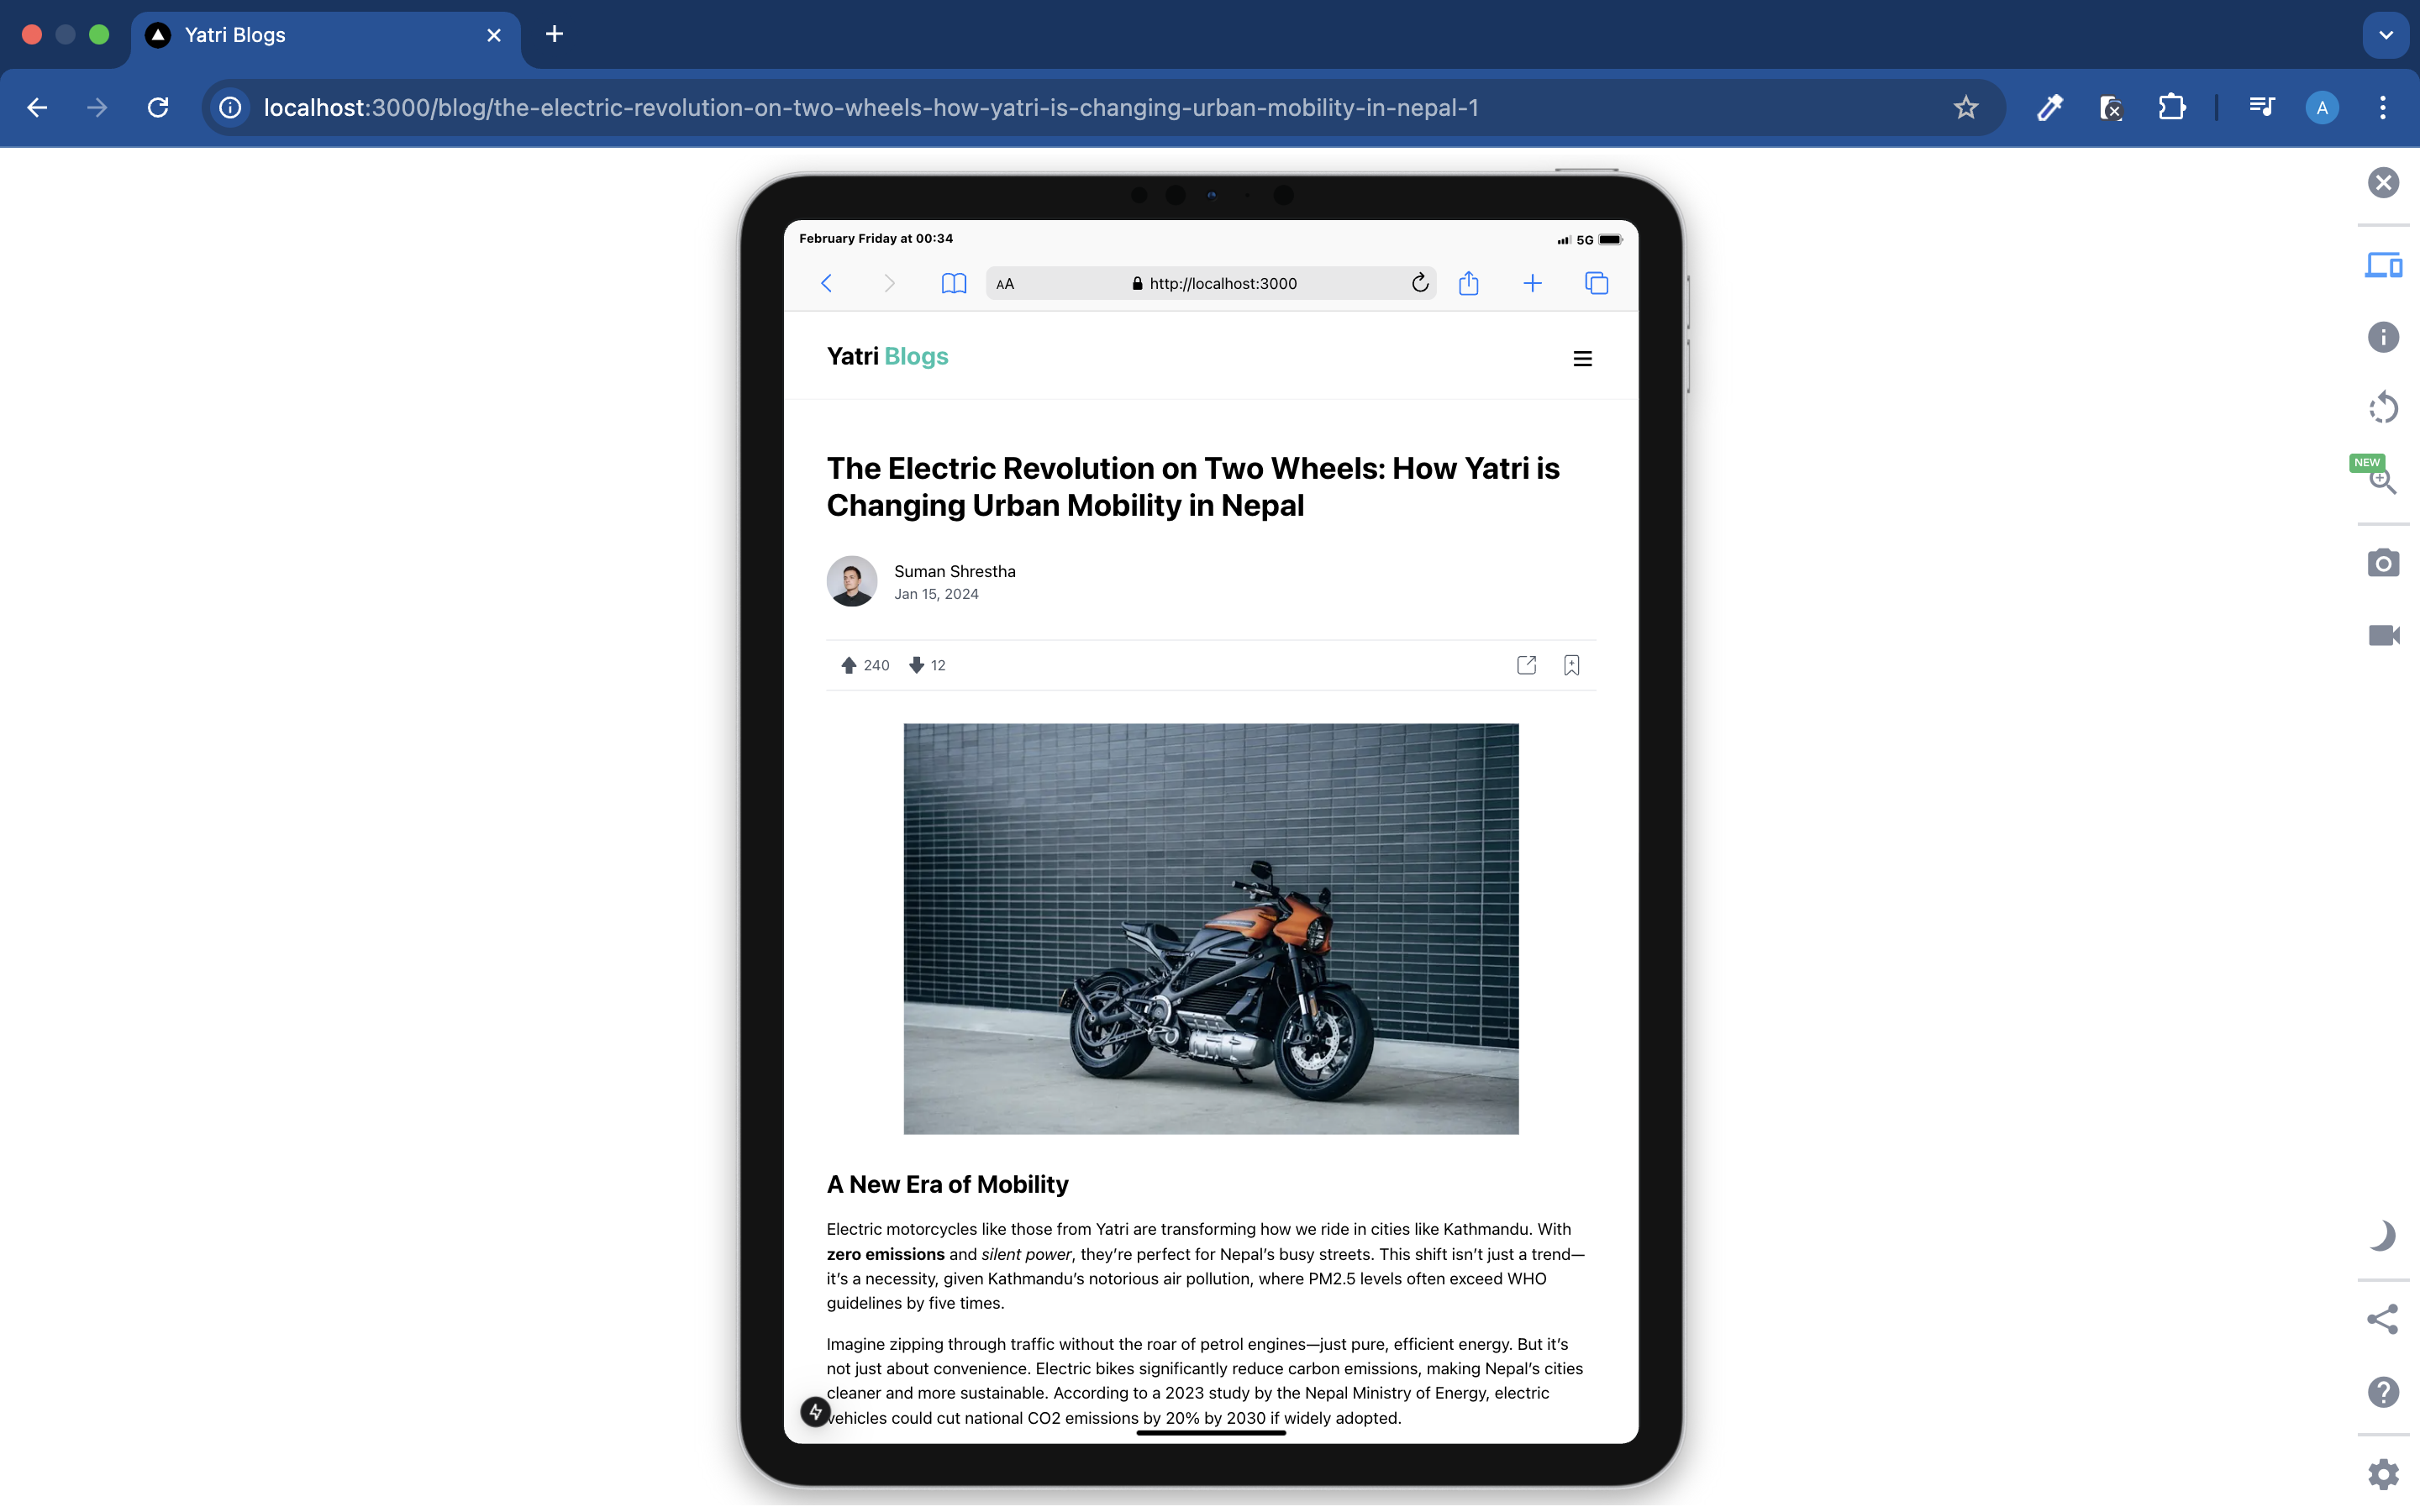 Yatri Blogs
localhost:3000/blog/the-electric-revolution-on-two-wheels-how-yatri-is-changing-urban-mobility-in-nepal-1
A
February Friday at 00:34
5G
AA
http://localhost:3000
Yatri Blogs
The Electric Revolution on Two Wheels: How Yatri is
Changing Urban Mobility in Nepal
Suman Shrestha
Jan 15, 2024
240
12
A New Era of Mobility
Electric motorcycles like those from Yatri are transforming how we ride in cities like Kathmandu. With
zero emissions and silent power, they’re perfect for Nepal’s busy streets. This shift isn’t just a trend—
it’s a necessity, given Kathmandu’s notorious air pollution, where PM2.5 levels often exceed WHO
guidelines by five times.
Imagine zipping through traffic without the roar of petrol engines—just pure, efficient energy. But it’s
not just about convenience. Electric bikes significantly reduce carbon emissions, making Nepal’s cities
cleaner and more sustainable. According to a 2023 study by the Nepal Ministry of Energy, electric
vehicles could cut national CO2 emissions by 20% by 2030 if widely adopted.
NEW